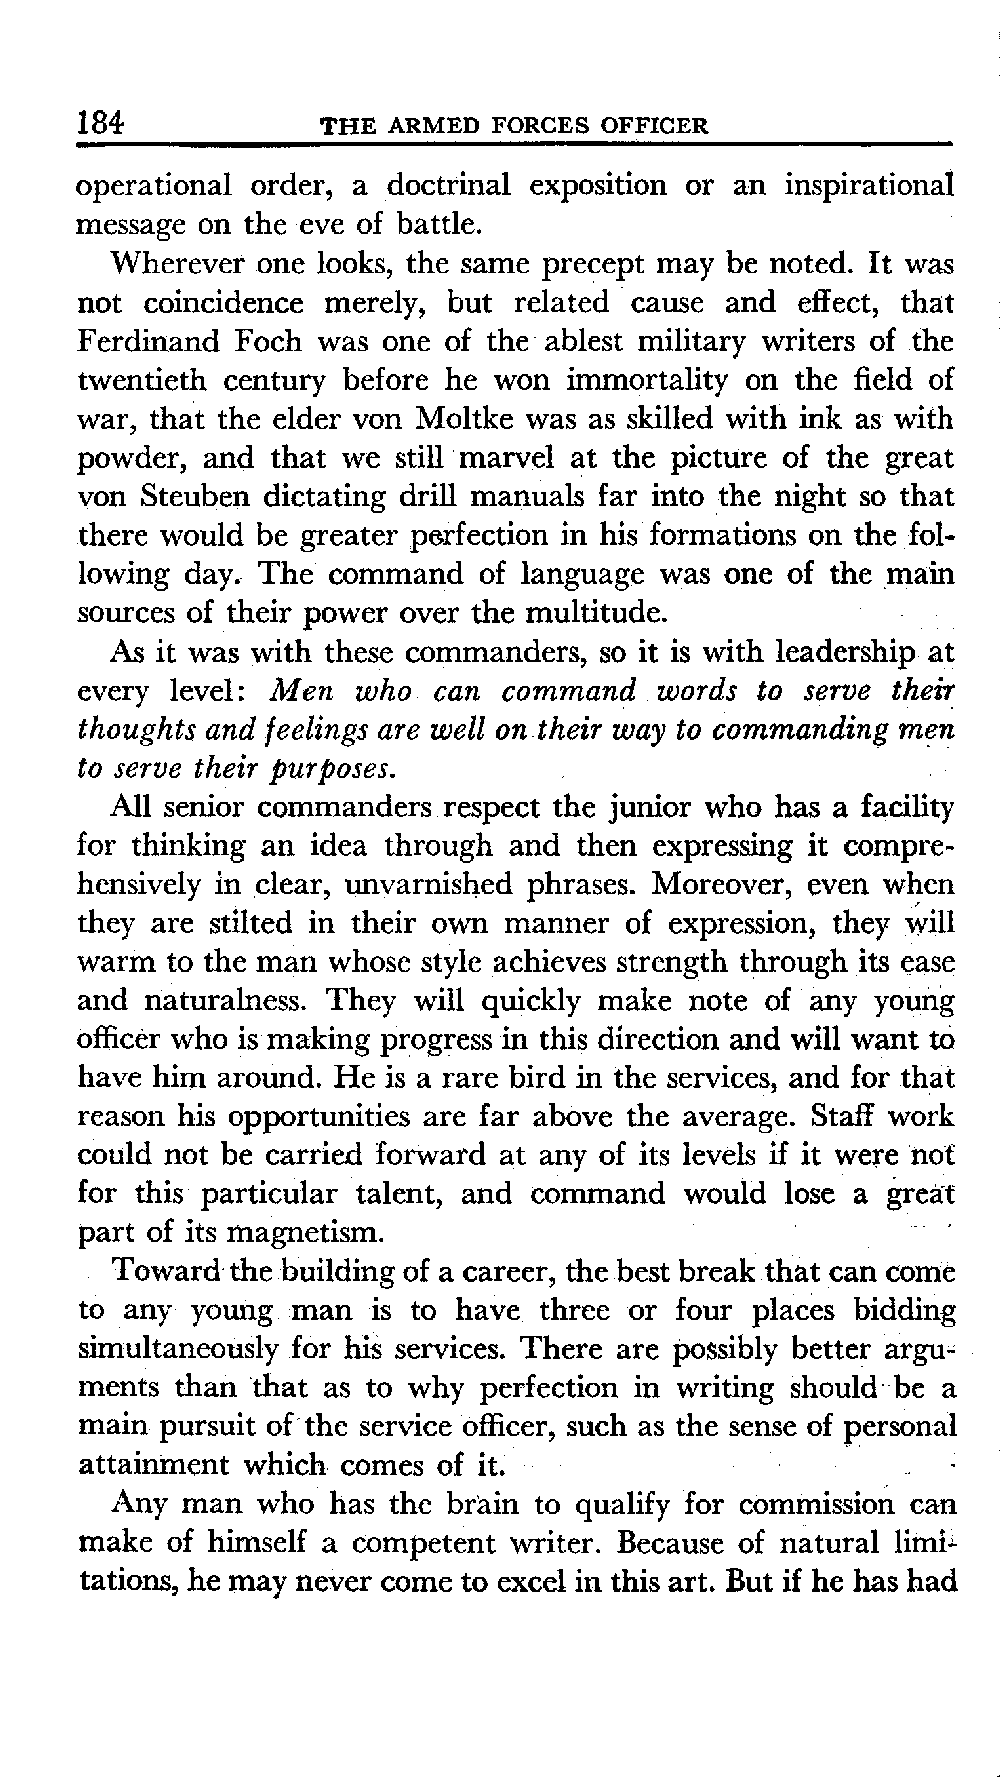 184 THE ARMED FORCES OFFICER
operational order, a doctrinal exposition or an inspirational
message on the eve of battle.
Wherever one looks, the same precept may be noted. It was
not coincidence merely, but related cause and effect, that
Ferdinand Foch was one of the ablest military writers of the
twentieth century before he won immortality on the field of
war, that the elder von Moltke was as skilled with ink as with
powder, and that we still marvel at the picture of the great
von Steuben dictating drill manuals far into the night so that
there would be greater perfection in his formations on the fol-
lowing day. The command of language was one of the main
sources of their power over the multitude.
As it was with these commanders, so it is with leadership at
every level: Men who can command words to serve their
thoughts and feelings are well on their way to commanding men
to serve their purposes.
All senior commanders respect the junior who has a facility
for thinking an idea through and then expressing it compre-
hensively in clear, unvarnished phrases. Moreover, even when
they are stilted in their own manner of expression, they will
warm to the man whose style achieves strength through its ease
and naturalness. They will quickly make note of any young
officer who is making progress in this direction and will want to
have him around. He is a rare bird in the services, and for that
reason his opportunities are far above the average. Staff work
could not be carried forward at any of its levels if it were not
for this particular talent, and command would lose a great
part of its magnetism.
Toward the building of a career, the best break that can come
to any young man is to have three or four places bidding
simultaneously for his services. There are possibly better argu-
ments than that as to why perfection in writing should be a
main pursuit of the service officer, such as the sense of personal
attainment which comes of it.
Any man who has the brain to qualify for commission can
make of himself a competent writer. Because of natural limi-
tations, he may never come to excel in this art. But if he has had